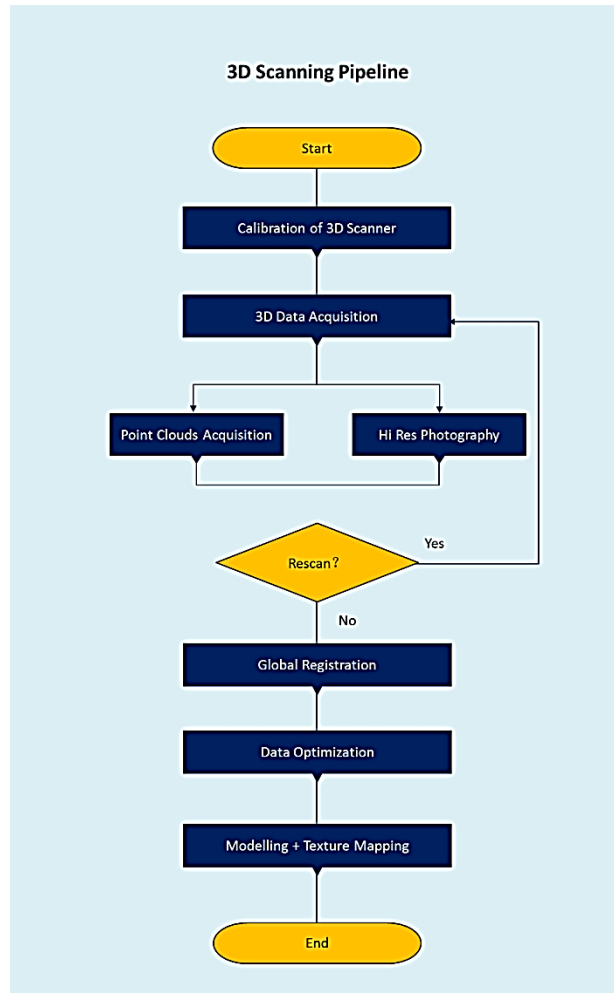 3D Scanning Pipeline
Start
Calibration of 3D Scanner
3D Data Acquisition
Point Clouds Acquisition
Hi Res Photography
Rescan?
Yes
No
Global Registration
Data Optimization
Modelling + Texture Mapping
End